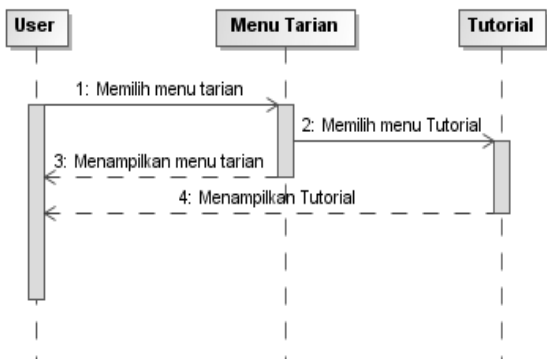 User
Menu Tarian
Tutorial
1: Memilih menu tarian
2: Memilih menu Tutorial
3: Menampilkan menu tarian
4: Menampilkan Tutorial